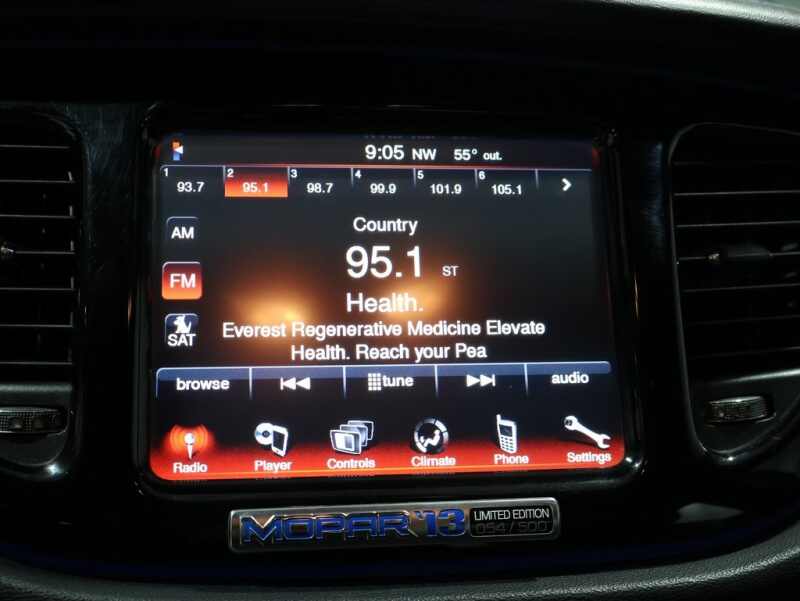 9:05 NW 55° out.
1 93.7 2 95.1 3 98.7 4 99.9 5 101.9 6 105.1
Country
AM
95.1 ST
FM
Health.
SAT
Everest Regenerative Medicine Elevate
Health. Reach your Pea
browse tune audio
Radio Player Controls Climate Phone Settings
MOPAR '13 LIMITED EDITION
054/500